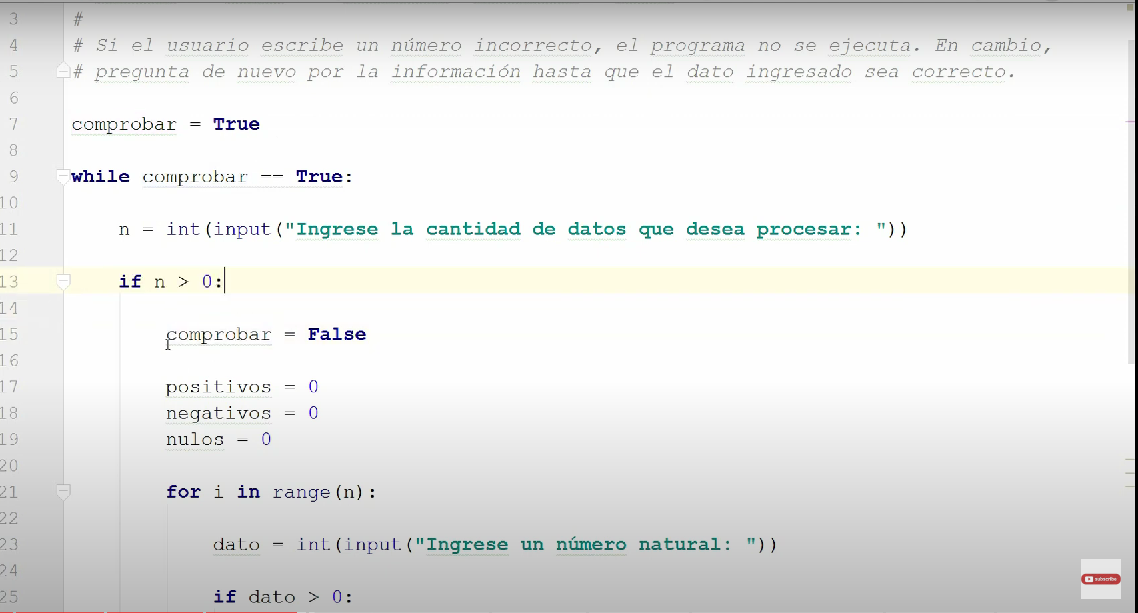 3 #
4 # Si el usuario escribe un número incorrecto, el programa no se ejecuta. En cambio,
5 # pregunta de nuevo por la información hasta que el dato ingresado sea correcto.
6
7 comprobar = True
8
9 while comprobar == True:
10
11 n = int(input("Ingrese la cantidad de datos que desea procesar: "))
12
13 if n > 0:
14
15 comprobar = False
16
17 positivos = 0
18 negativos = 0
19 nulos = 0
20
21 for i in range(n):
22
23 dato = int(input("Ingrese un número natural: "))
24
25 if dato > 0:
subscribe